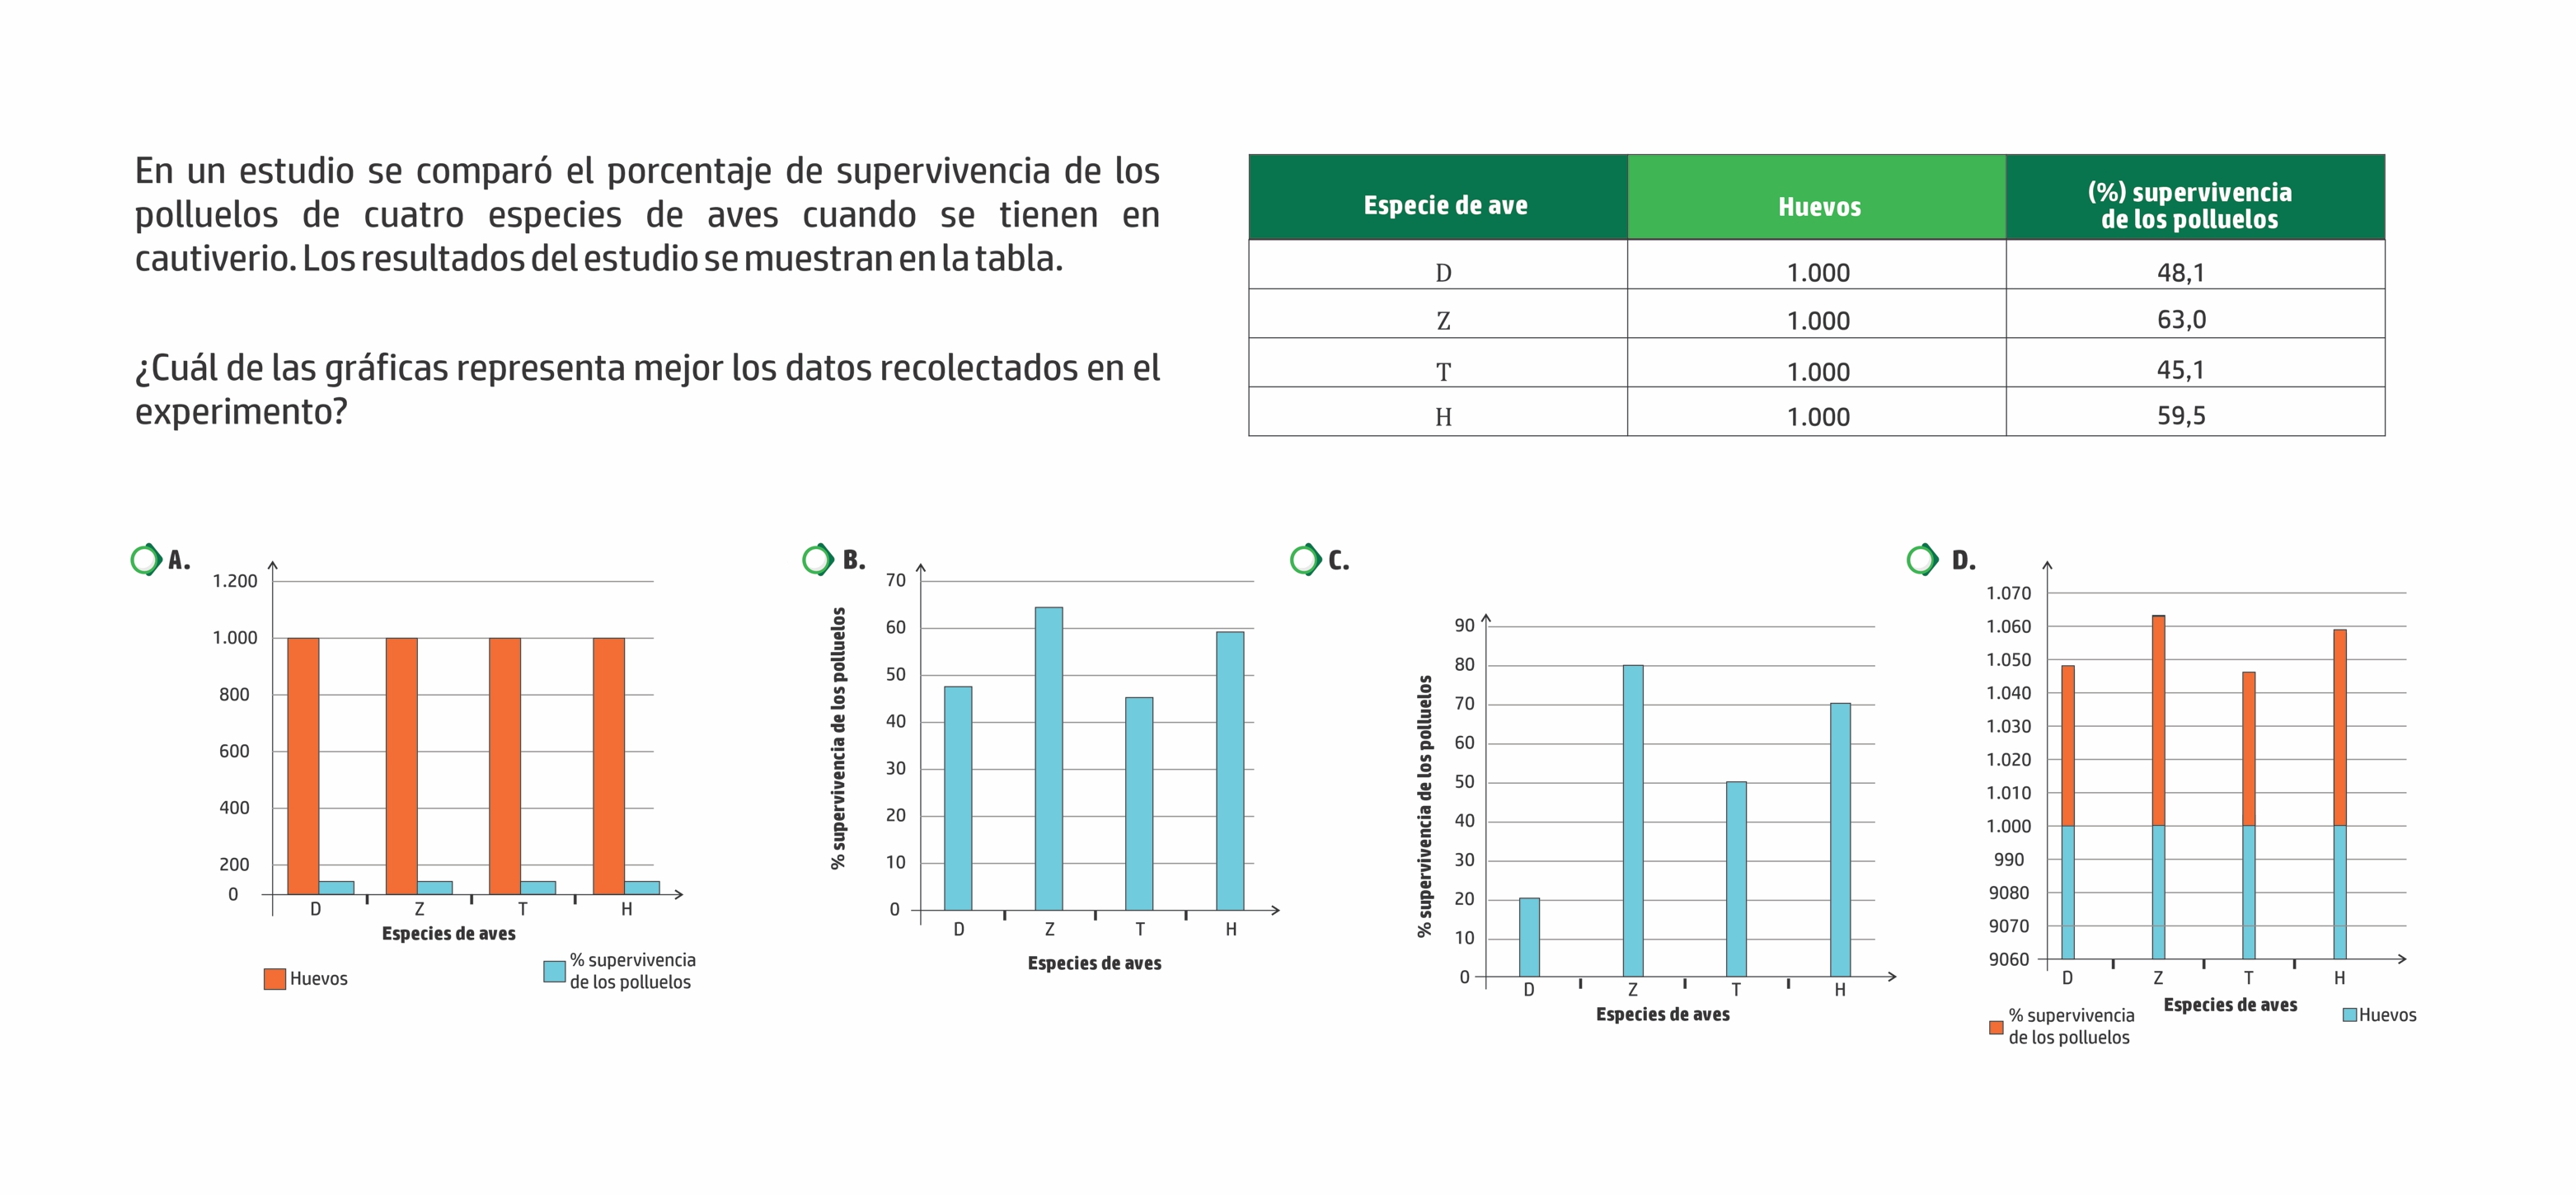 En un estudio se comparó el porcentaje de supervivencia de los
polluelos de cuatro especies de aves cuando se tienen en
cautiverio. Los resultados del estudio se muestran en la tabla.
¿Cuál de las gráficas representa mejor los datos recolectados en el
experimento?
Especie de ave Huevos (%) supervivencia
de los polluelos
D 1.000 48,1
Z 1.000 63,0
T 1.000 45,1
H 1.000 59,5
A.
1.200
1.000
800
600
400
200
0
D Z T H
Especies de aves
Huevos
% supervivencia
de los polluelos
B.
% supervivencia de los polluelos
70
60
50
40
30
20
10
0
D Z T H
Especies de aves
C.
% supervivencia de los polluelos
90
80
70
60
50
40
30
20
10
0
D Z T H
Especies de aves
D.
1.070
1.060
1.050
1.040
1.030
1.020
1.010
1.000
990
9080
9070
9060
D Z T H
Especies de aves
% supervivencia
de los polluelos
Huevos